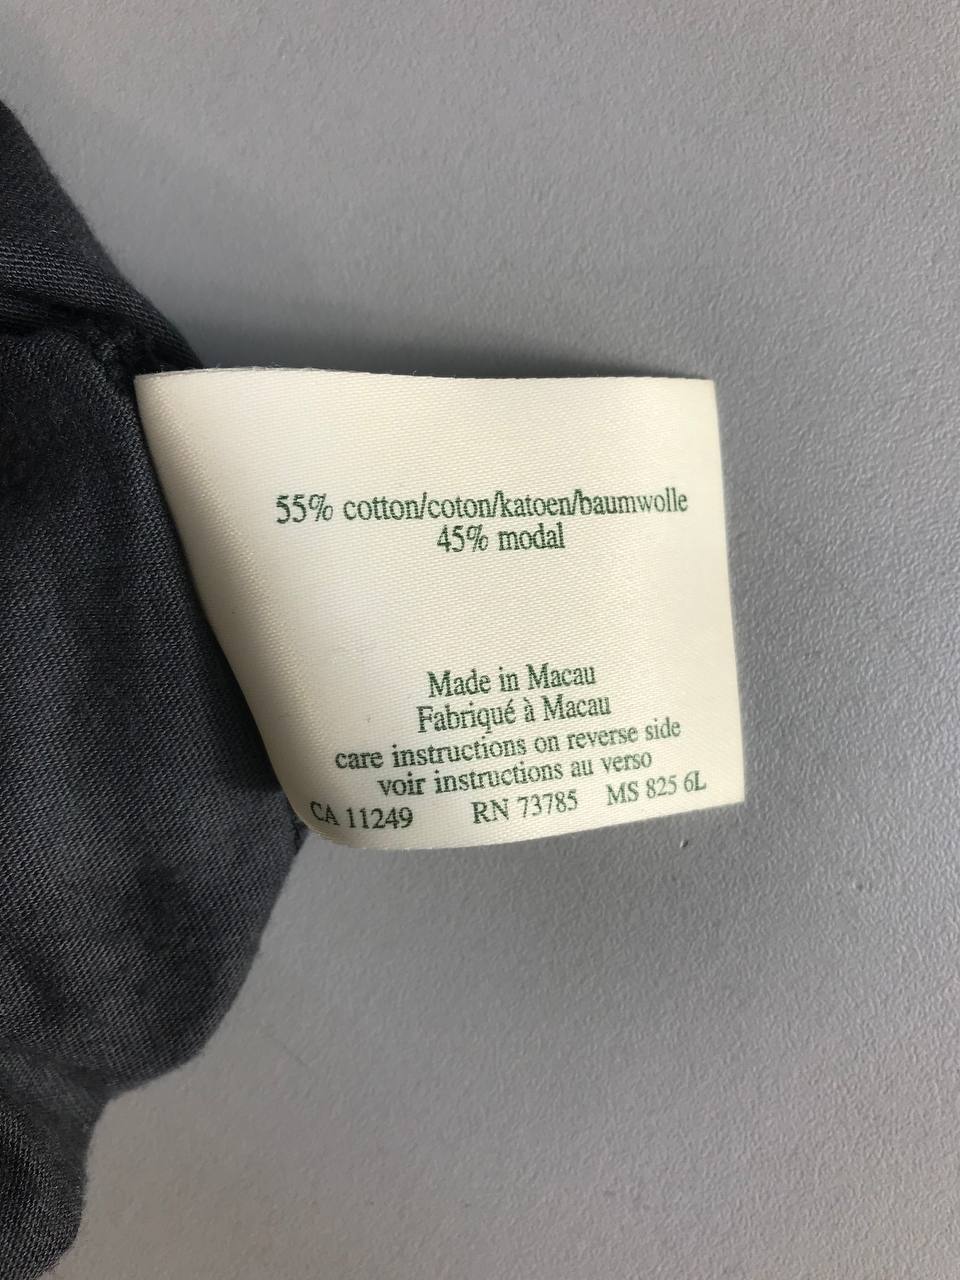 55% cotton/coton/katoen/baumwolle
45% modal
Made in Macau
Fabriqué à Macau
care instructions on reverse side
voir instructions au verso
CA 11249 RN 73785 MS 825 6L